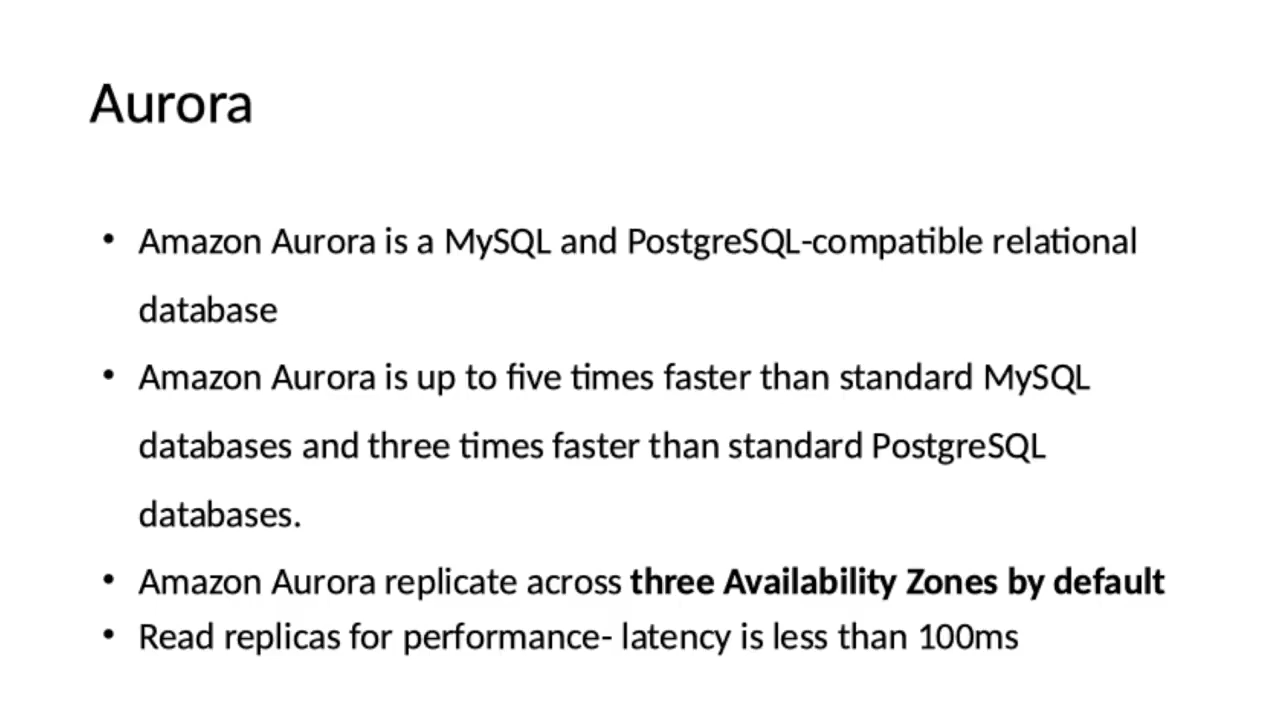 Aurora
• Amazon Aurora is a MySQL and PostgreSQL-compatible relational
database
• Amazon Aurora is up to five times faster than standard MySQL
databases and three times faster than standard PostgreSQL
databases.
• Amazon Aurora replicate across three Availability Zones by default
• Read replicas for performance- latency is less than 100ms